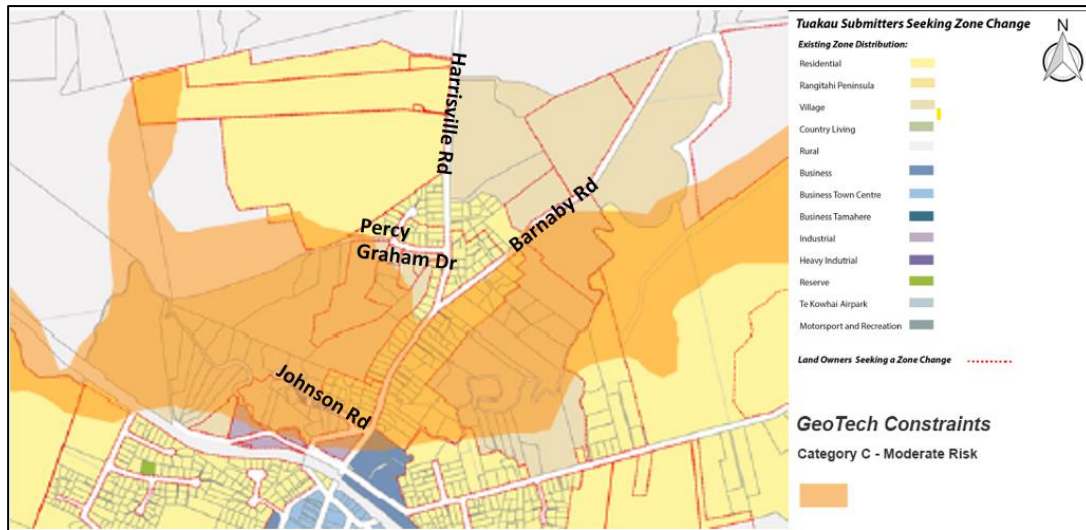 Harrisville Rd
Barnaby Rd
Percy
Graham Dr
Johnson Rd
Tuakau Submitters Seeking Zone Change
Existing Zone Distribution:
Residential
Rangitahi Peninsula
Village
Country Living
Rural
Business
Business Town Centre
Business Tamahere
Industrial
Heavy Indutrial
Reserve
Te Kowhai Airpark
Motorsport and Recreation
Land Owners Seeking a Zone Change
GeoTech Constraints
Category C - Moderate Risk
N